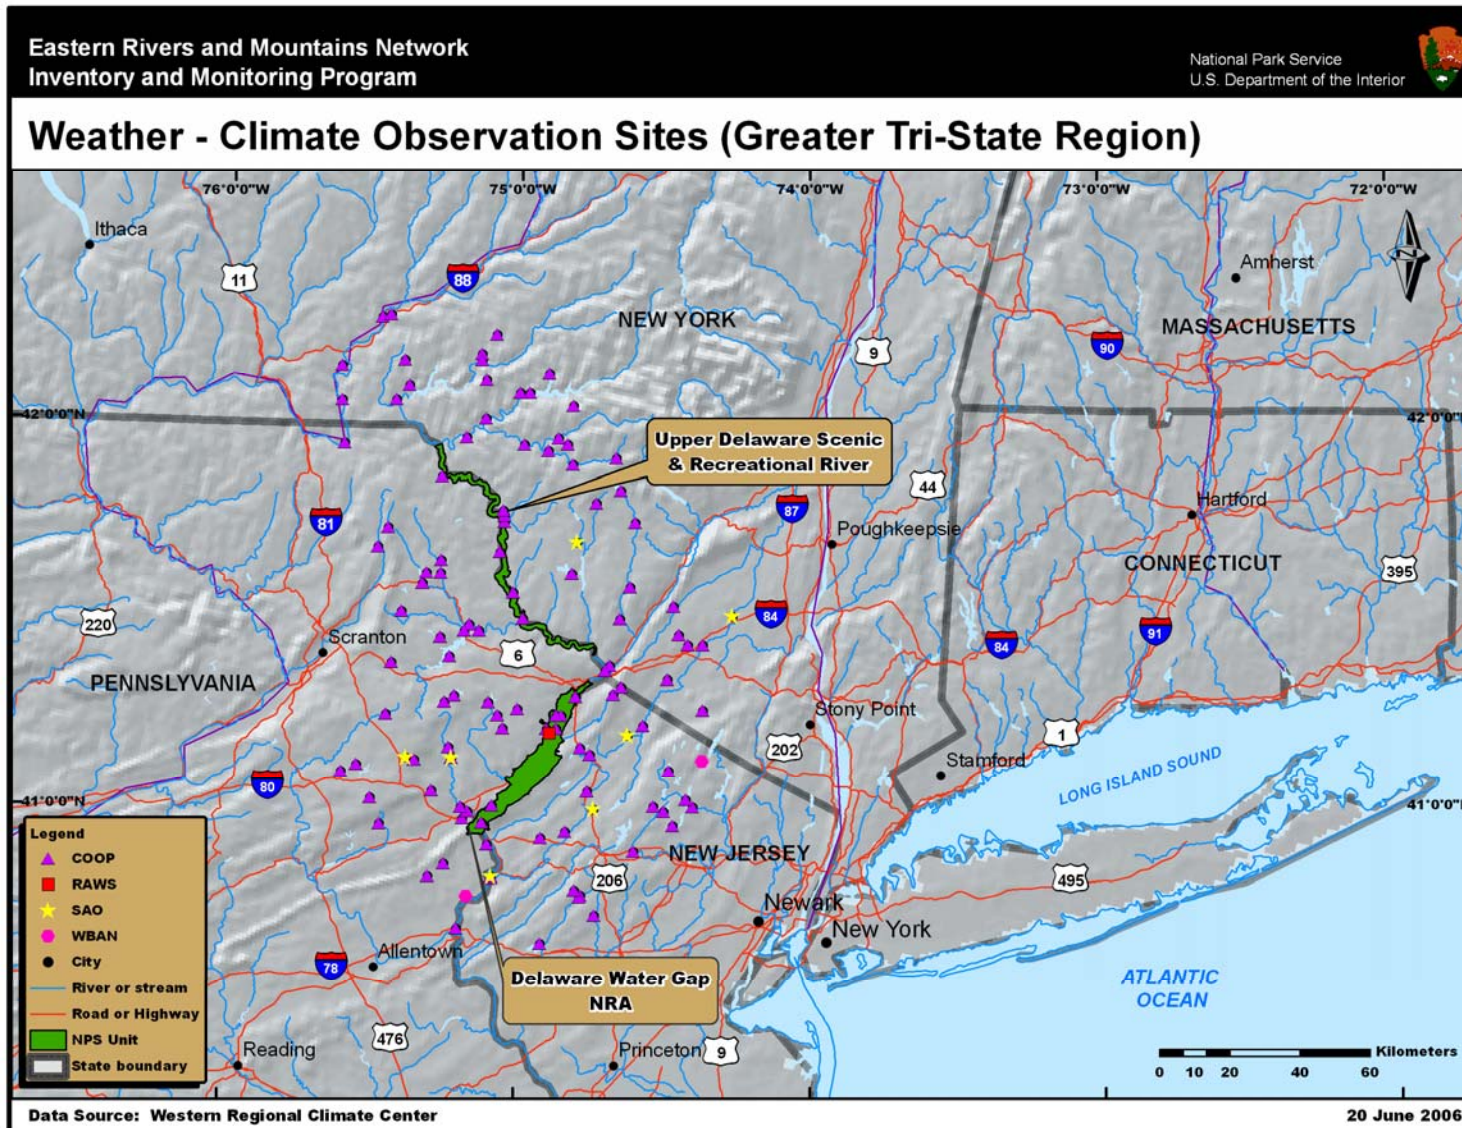 Eastern Rivers and Mountains Network
Inventory and Monitoring Program
National Park Service
U.S. Department of the Interior
Weather - Climate Observation Sites (Greater Tri-State Region)
76°0'0"W
75°0'0"W
74°0'0"W
73°0'0"W
72°0'0"W
Ithaca
11
88
NEW YORK
9
Amherst
MASSACHUSETTS
90
N
42°0'0"N
42°0'0"N
Upper Delaware Scenic
& Recreational River
44
87
81
Poughkeepsie
Hartford
CONNECTICUT
395
220
Scranton
6
84
84
91
PENNSLYVANIA
Stony Point
202
1
Stamford
LONG ISLAND SOUND
80
41°0'0"N
41°0'0"N
NEW JERSEY
206
495
Newark
New York
78
Allentown
Delaware Water Gap
NRA
ATLANTIC
OCEAN
476
Reading
Princeton
9
Legend
COOP
RAWS
SAO
WBAN
City
River or stream
Road or Highway
NPS Unit
State boundary
Kilometers
0 10 20 40 60
Data Source: Western Regional Climate Center
20 June 2006